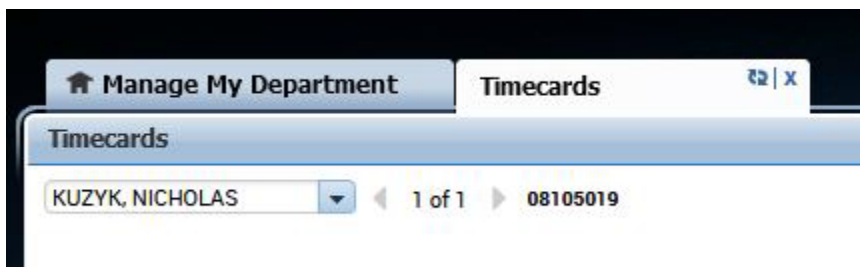 Manage My Department Timecards x
Timecards
KUZYK, NICHOLAS 1 of 1 08105019